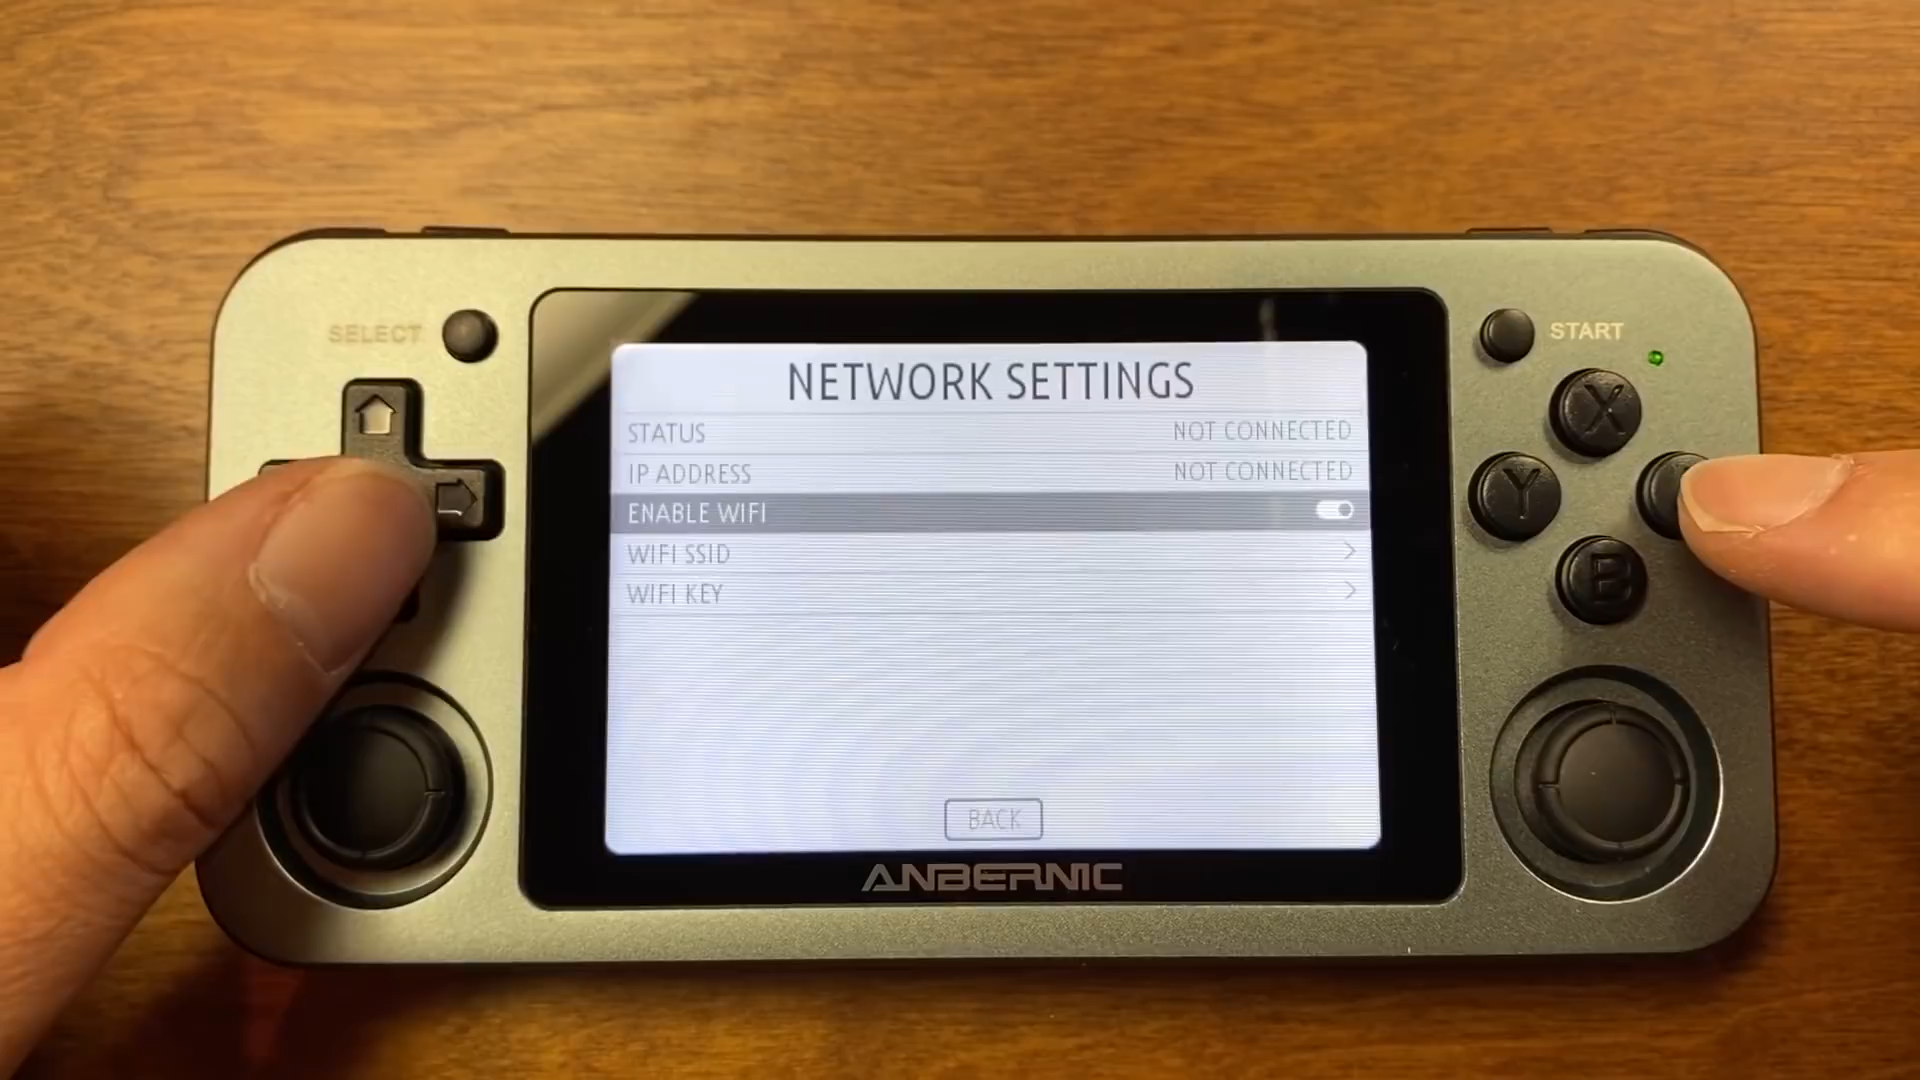 SELECT
START
NETWORK SETTINGS
STATUS NOT CONNECTED
IP ADDRESS NOT CONNECTED
ENABLE WIFI
WIFI SSID
WIFI KEY
BACK
ANBERNIC
X
Y
B